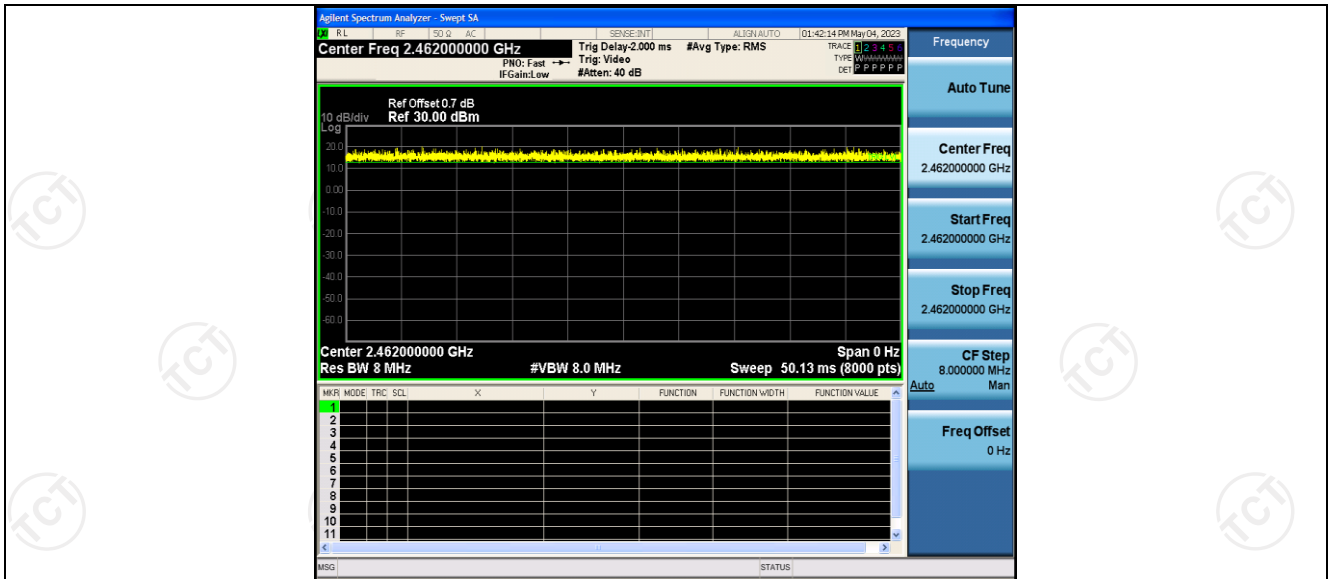 Agilent Spectrum Analyzer - Swept SA
RL RF 50 Ω AC SENSE:INT ALIGN AUTO 01:42:14 PM May 04, 2023
Center Freq 2.462000000 GHz
PNO: Fast
IFGain:Low
Trig Delay-2.000 ms
Trig: Video
#Atten: 40 dB
#Avg Type: RMS
TRACE 1 2 3 4 5 6
TYPE
DET P P P P P P
Ref Offset 0.7 dB
10 dB/div Ref 30.00 dBm
Log
20.0
10.0
0.00
-10.0
-20.0
-30.0
-40.0
-50.0
-60.0
Center 2.462000000 GHz Span 0 Hz
Res BW 8 MHz #VBW 8.0 MHz Sweep 50.13 ms (8000 pts)
MKR MODE TRC SCL X Y FUNCTION FUNCTION WIDTH FUNCTION VALUE
1
2
3
4
5
6
7
8
9
10
11
MSG STATUS
Frequency
Auto Tune
Center Freq
2.462000000 GHz
Start Freq
2.462000000 GHz
Stop Freq
2.462000000 GHz
CF Step
8.000000 MHz
Auto Man
Freq Offset
0 Hz
TCT
TCT
TCT
TCT
TCT
TCT